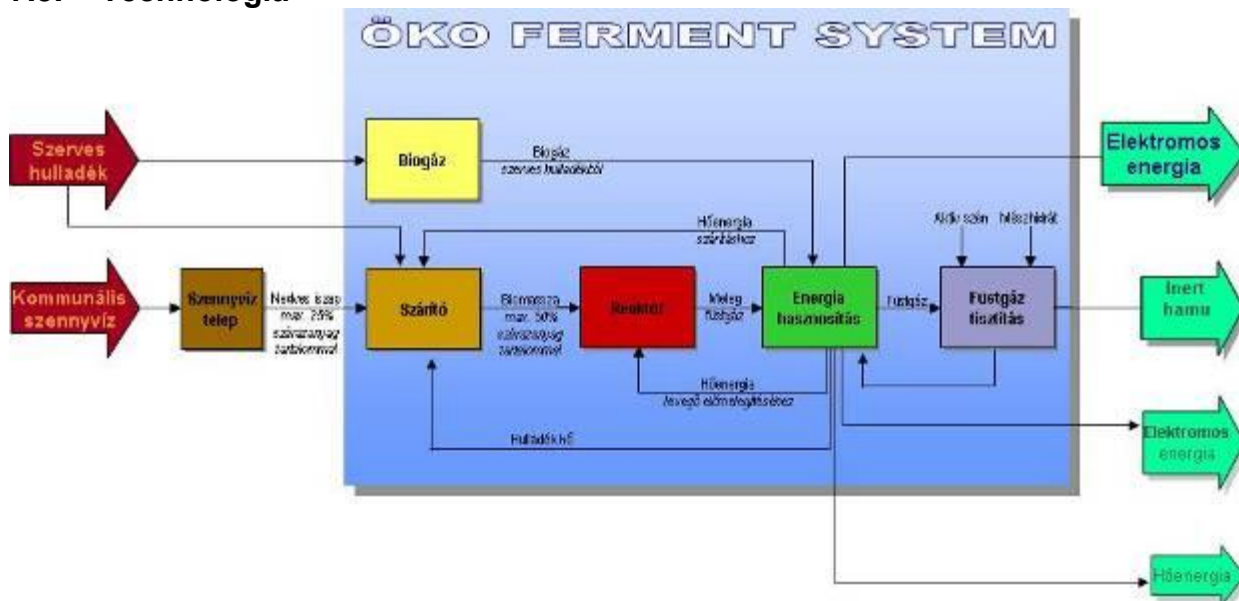 ÖKO FERMENT SYSTEM
Szerves
hulladék
Biogáz
Biogáz
szerves hulladékból
Elektromos
energia
Hőenergia
szárításhoz
Aktív szén
Kommunális
szennyvíz
Szennyvíz
telep
Nedves iszap
max. 25%
szárazanyag
tartalommal
Szárító
Biomassza
max. 50%
szárazanyag
tartalommal
Reaktor
Meleg
füstgáz
Energia
hasznosítás
Füstgáz
Füstgáz
tisztítás
Inert
hamu
Hőenergia
levegő előmelegítéséhez
Hulladék hő
Elektromos
energia
Hőenergia